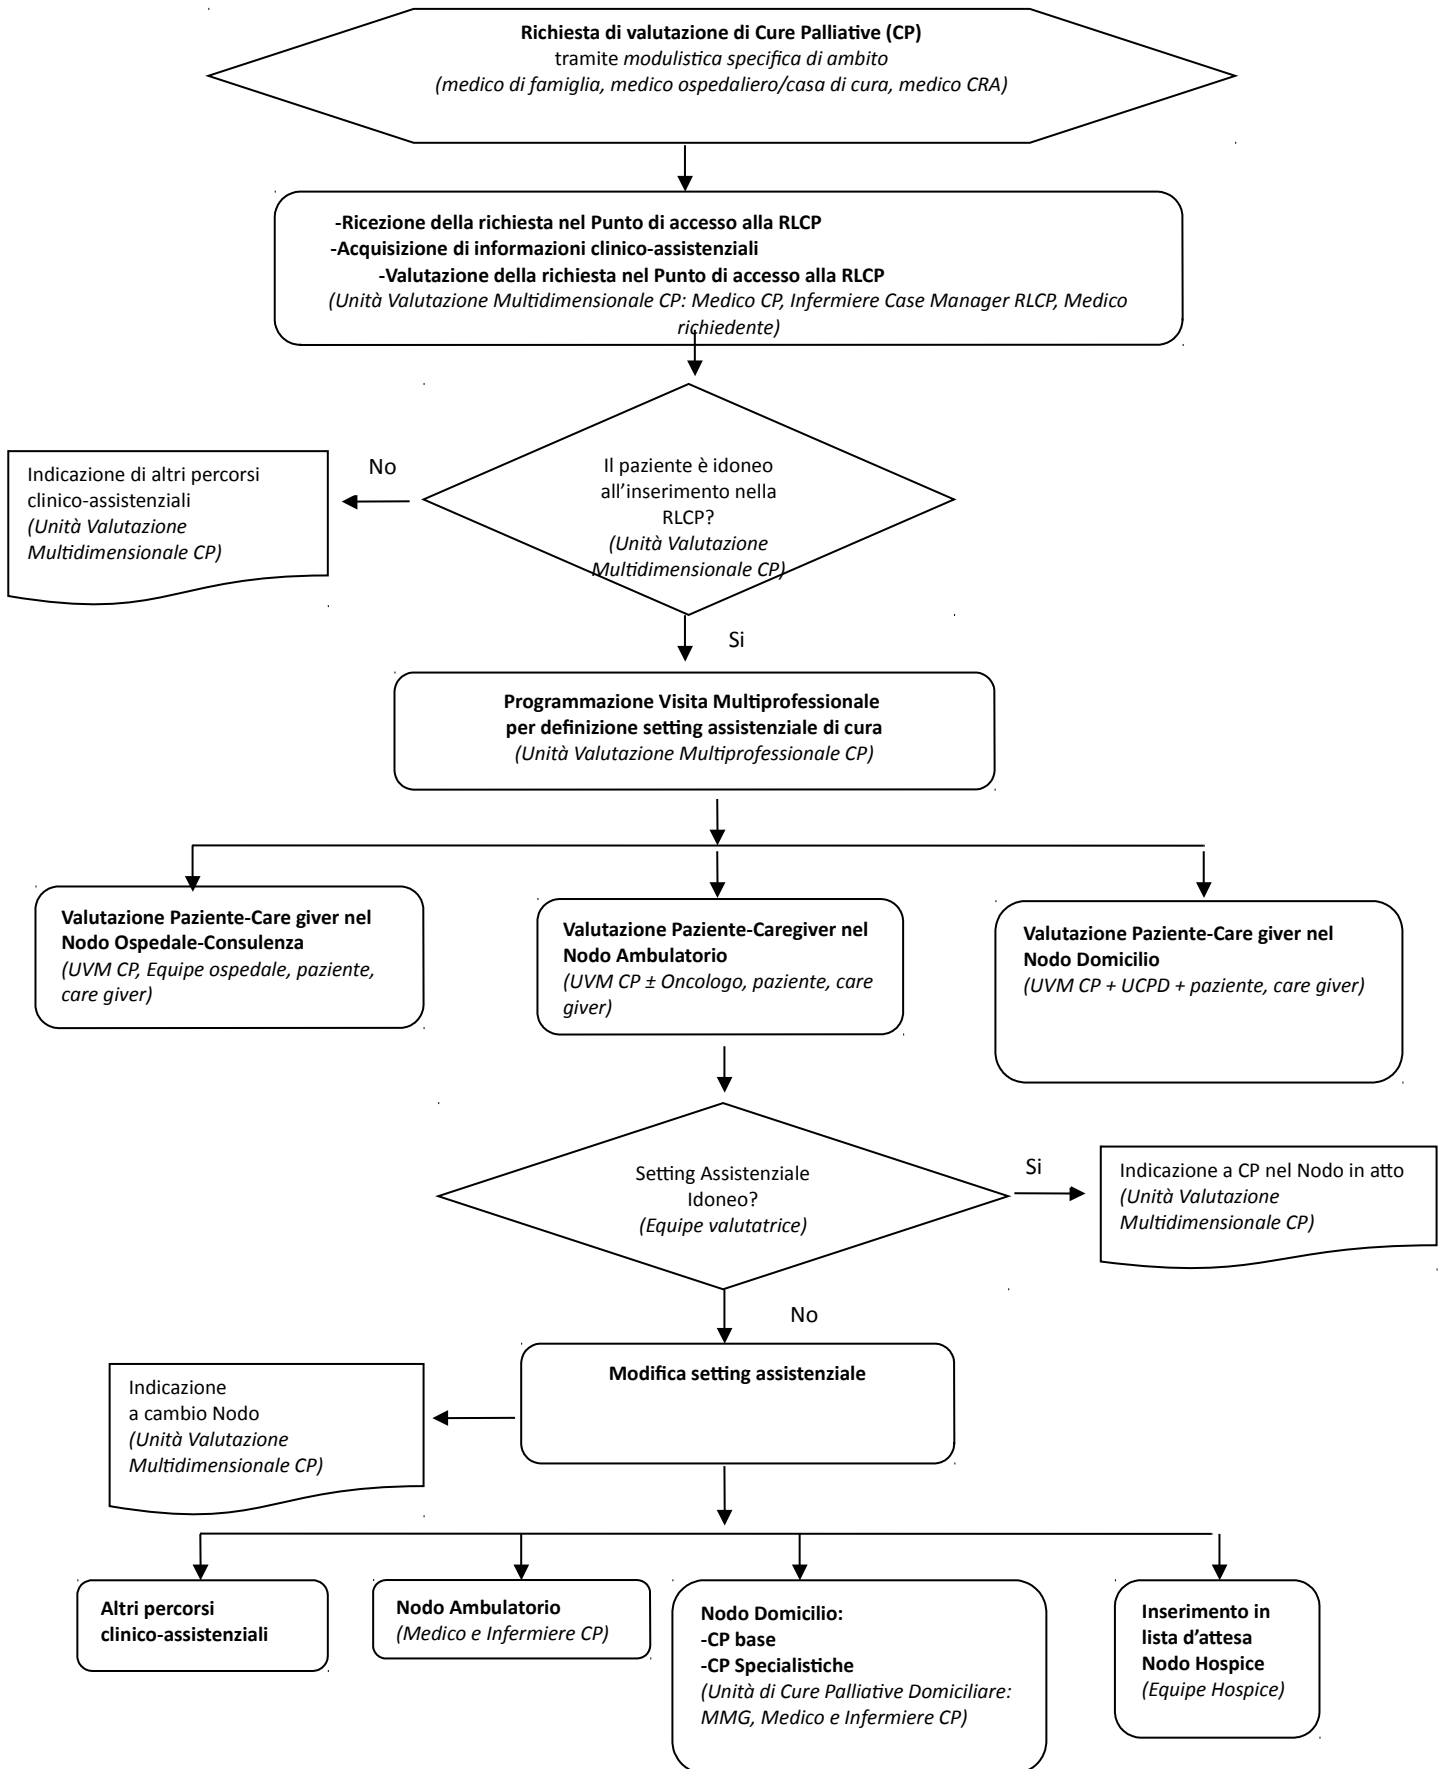 Richiesta di valutazione di Cure Palliative (CP)
tramite modulistica specifica di ambito
(medico di famiglia, medico ospedaliero/casa di cura, medico CRA)
-Ricezione della richiesta nel Punto di accesso alla RLCP
-Acquisizione di informazioni clinico-assistenziali
-Valutazione della richiesta nel Punto di accesso alla RLCP
(Unità Valutazione Multidimensionale CP: Medico CP, Infermiere Case Manager RLCP, Medico
richiedente)
Il paziente è idoneo
all’inserimento nella
RLCP?
(Unità Valutazione
Multidimensionale CP)
No
Indicazione di altri percorsi
clinico-assistenziali
(Unità Valutazione
Multidimensionale CP)
Si
Programmazione Visita Multiprofessionale
per definizione setting assistenziale di cura
(Unità Valutazione Multiprofessionale CP)
Valutazione Paziente-Care giver nel
Nodo Ospedale-Consulenza
(UVM CP, Equipe ospedale, paziente,
care giver)
Valutazione Paziente-Caregiver nel
Nodo Ambulatorio
(UVM CP ± Oncologo, paziente, care
giver)
Valutazione Paziente-Care giver nel
Nodo Domicilio
(UVM CP + UCPD + paziente, care giver)
Setting Assistenziale
Idoneo?
(Equipe valutatrice)
Si
Indicazione a CP nel Nodo in atto
(Unità Valutazione
Multidimensionale CP)
No
Modifica setting assistenziale
Indicazione
a cambio Nodo
(Unità Valutazione
Multidimensionale CP)
Altri percorsi
clinico-assistenziali
Nodo Ambulatorio
(Medico e Infermiere CP)
Nodo Domicilio:
-CP base
-CP Specialistiche
(Unità di Cure Palliative Domiciliare:
MMG, Medico e Infermiere CP)
Inserimento in
lista d’attesa
Nodo Hospice
(Equipe Hospice)